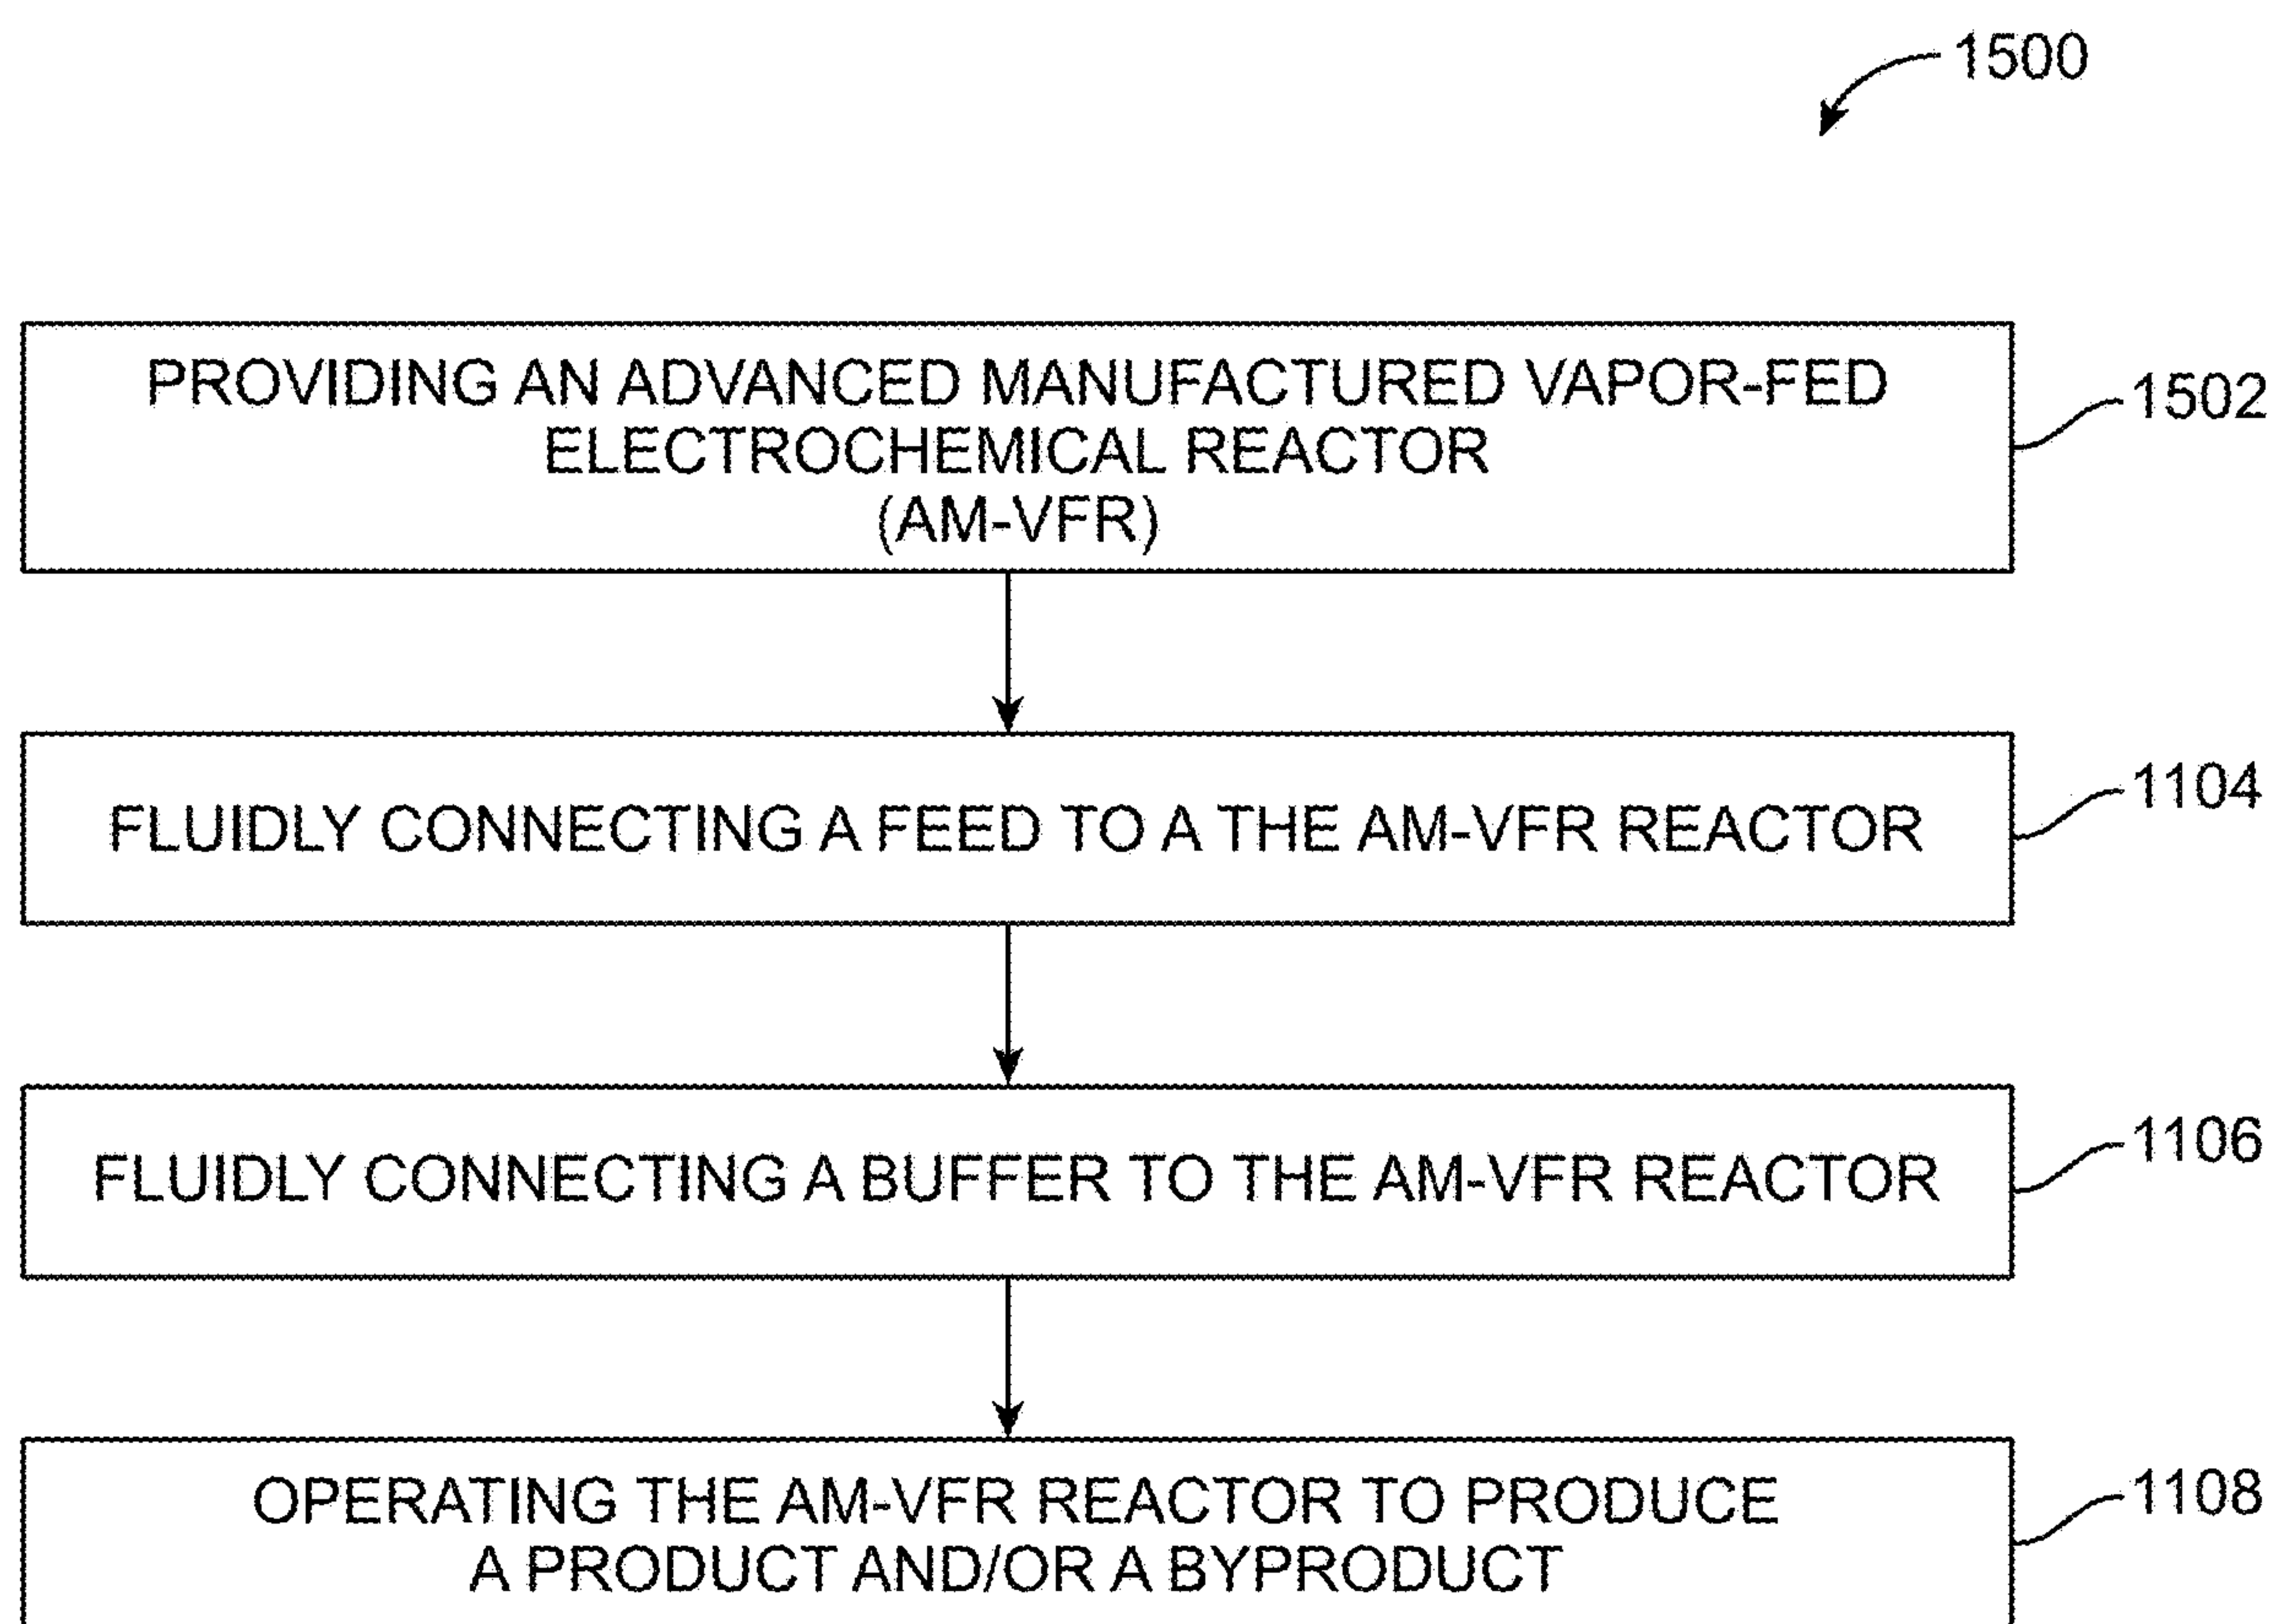 1500
PROVIDING AN ADVANCED MANUFACTURED VAPOR-FED
ELECTROCHEMICAL REACTOR
(AM-VFR)
1502
FLUIDLY CONNECTING A FEED TO A THE AM-VFR REACTOR
1104
FLUIDLY CONNECTING A BUFFER TO THE AM-VFR REACTOR
1106
OPERATING THE AM-VFR REACTOR TO PRODUCE
A PRODUCT AND/OR A BYPRODUCT
1108